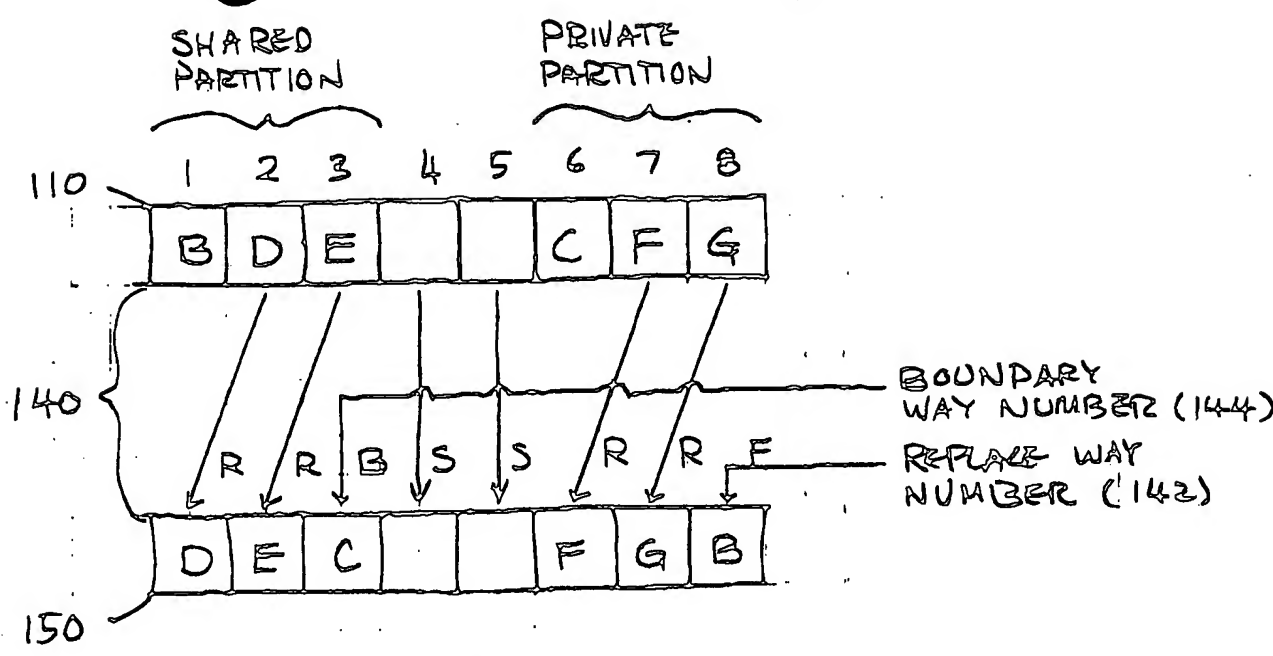 SHARED PARTITION
PRIVATE PARTITION
1 2 3 4 5 6 7 8
110
B D E C F G
140
BOUNDARY
WAY NUMBER (144)
R R B S S R R F
REPLACE WAY
NUMBER (142)
D E C F G B
150